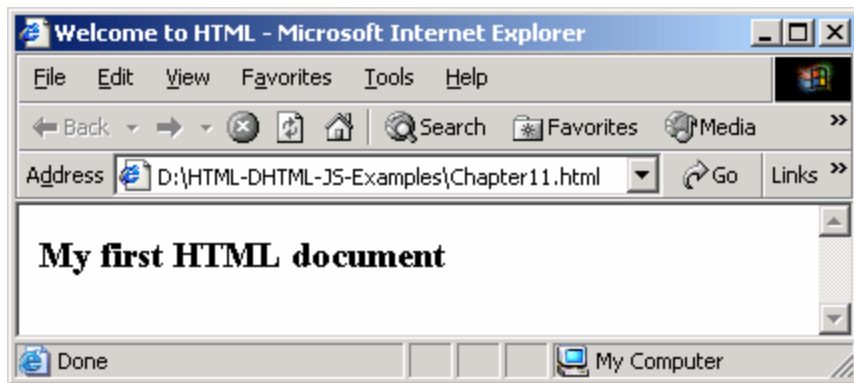 Welcome to HTML - Microsoft Internet Explorer
File Edit View Favorites Tools Help
Back Search Favorites Media »
Address D:\HTML-DHTML-JS-Examples\Chapter11.html Go Links »
My first HTML document
Done My Computer